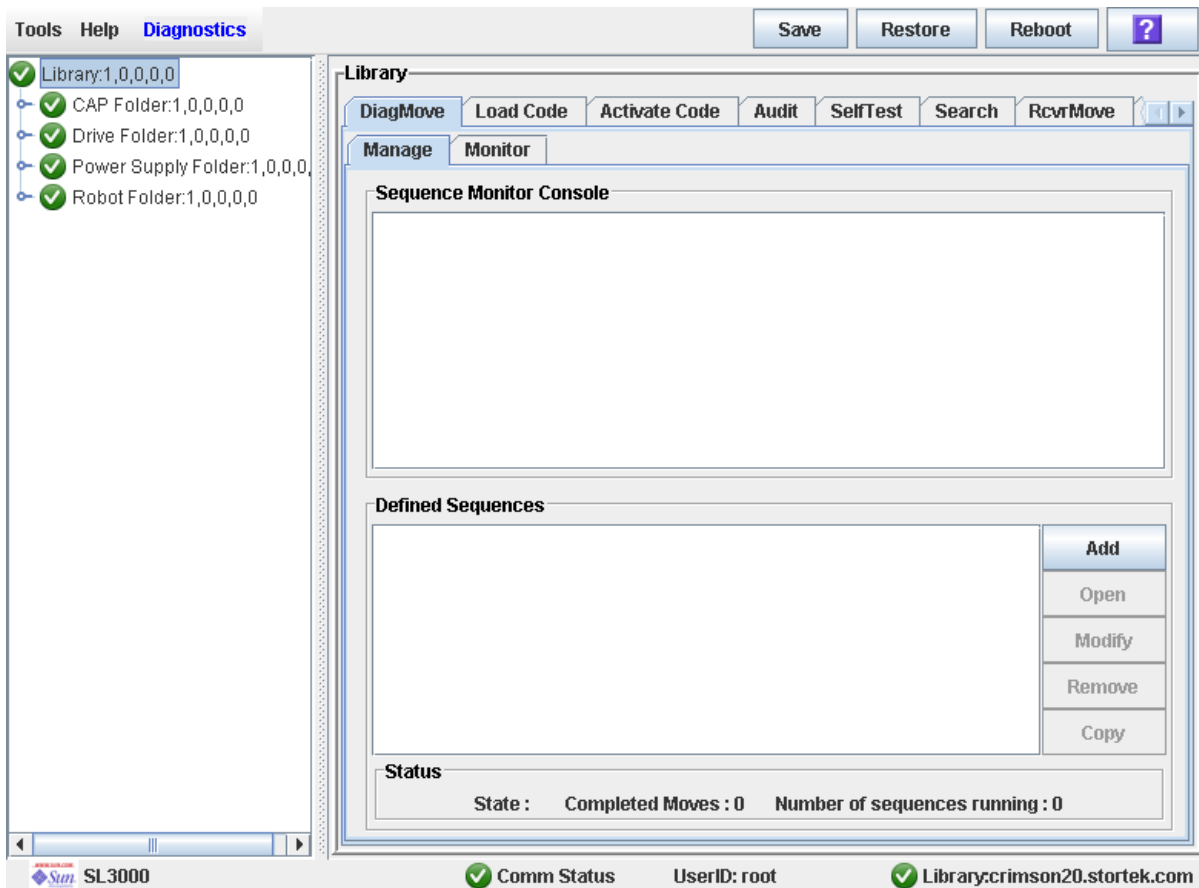 Tools Help Diagnostics Save Restore Reboot ?
Library:1,0,0,0,0
CAP Folder:1,0,0,0,0
Drive Folder:1,0,0,0,0
Power Supply Folder:1,0,0,0,
Robot Folder:1,0,0,0,0
Library
DiagMove Load Code Activate Code Audit SelfTest Search RcvrMove
Manage Monitor
Sequence Monitor Console
Defined Sequences
Add
Open
Modify
Remove
Copy
Status
State : Completed Moves : 0 Number of sequences running : 0
Sun SL3000 Comm Status UserID: root Library:crimson20.stortek.com